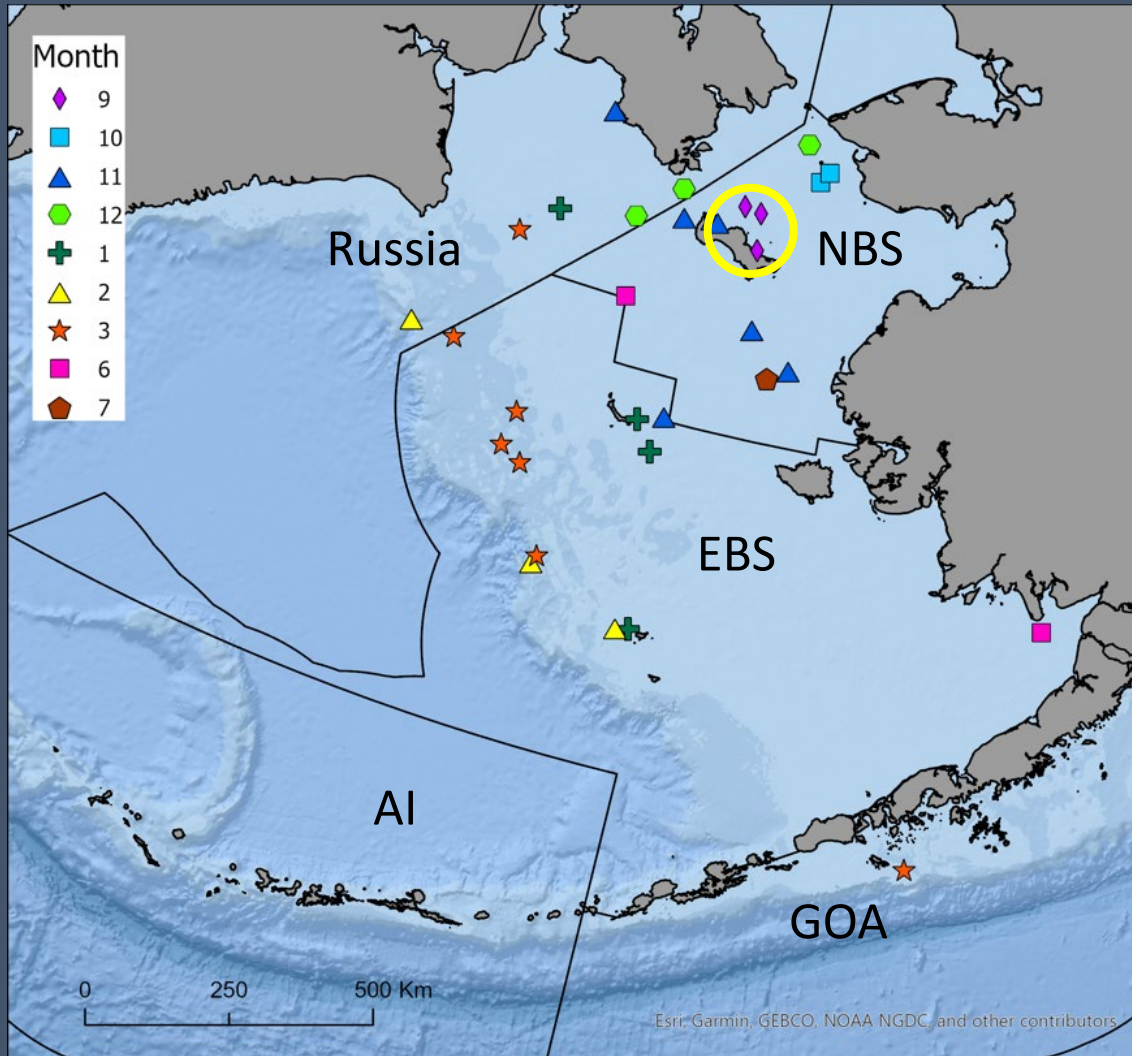 Month
9
10
11
12
1
2
3
6
7
Russia
NBS
EBS
AI
GOA
0 250 500 Km
Esri, Garmin, GEBCO, NOAA NGDC, and other contributors